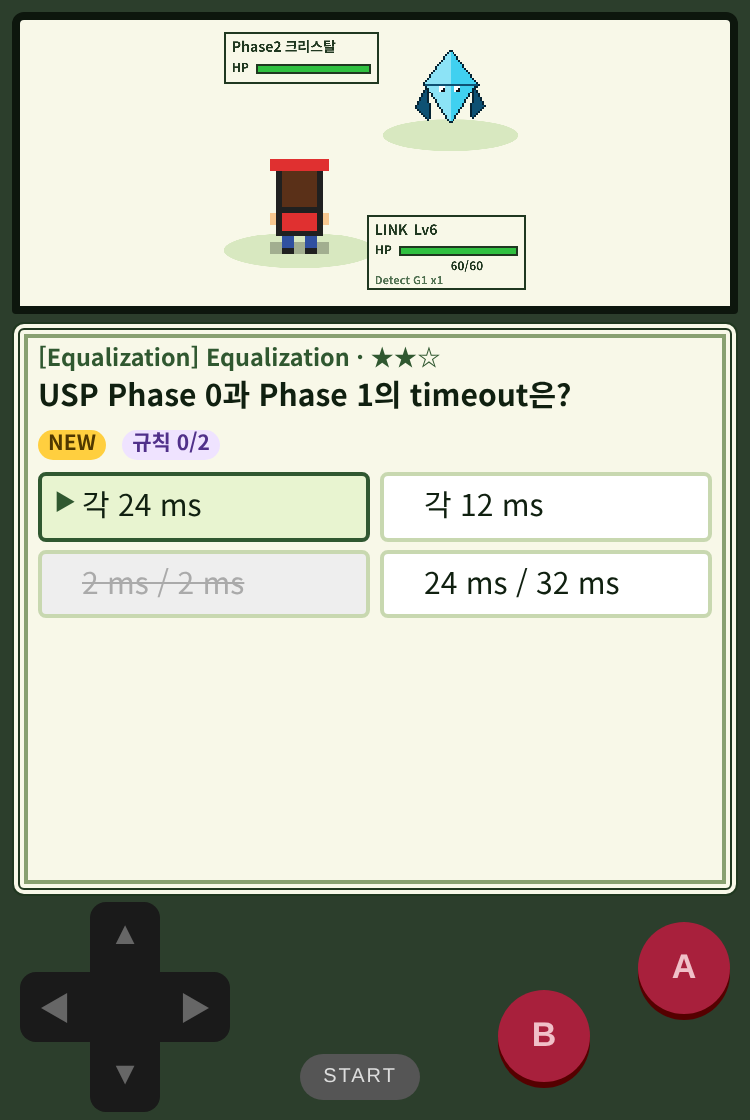 Phase2 크리스탈
HP
LINK Lv6
HP
60/60
Detect G1 x1
[Equalization] Equalization · ★★☆
USP Phase 0과 Phase 1의 timeout은?
NEW 규칙 0/2
▶ 각 24 ms
각 12 ms
2 ms / 2 ms
24 ms / 32 ms
▲
◀ ▶
▼
A
B
START